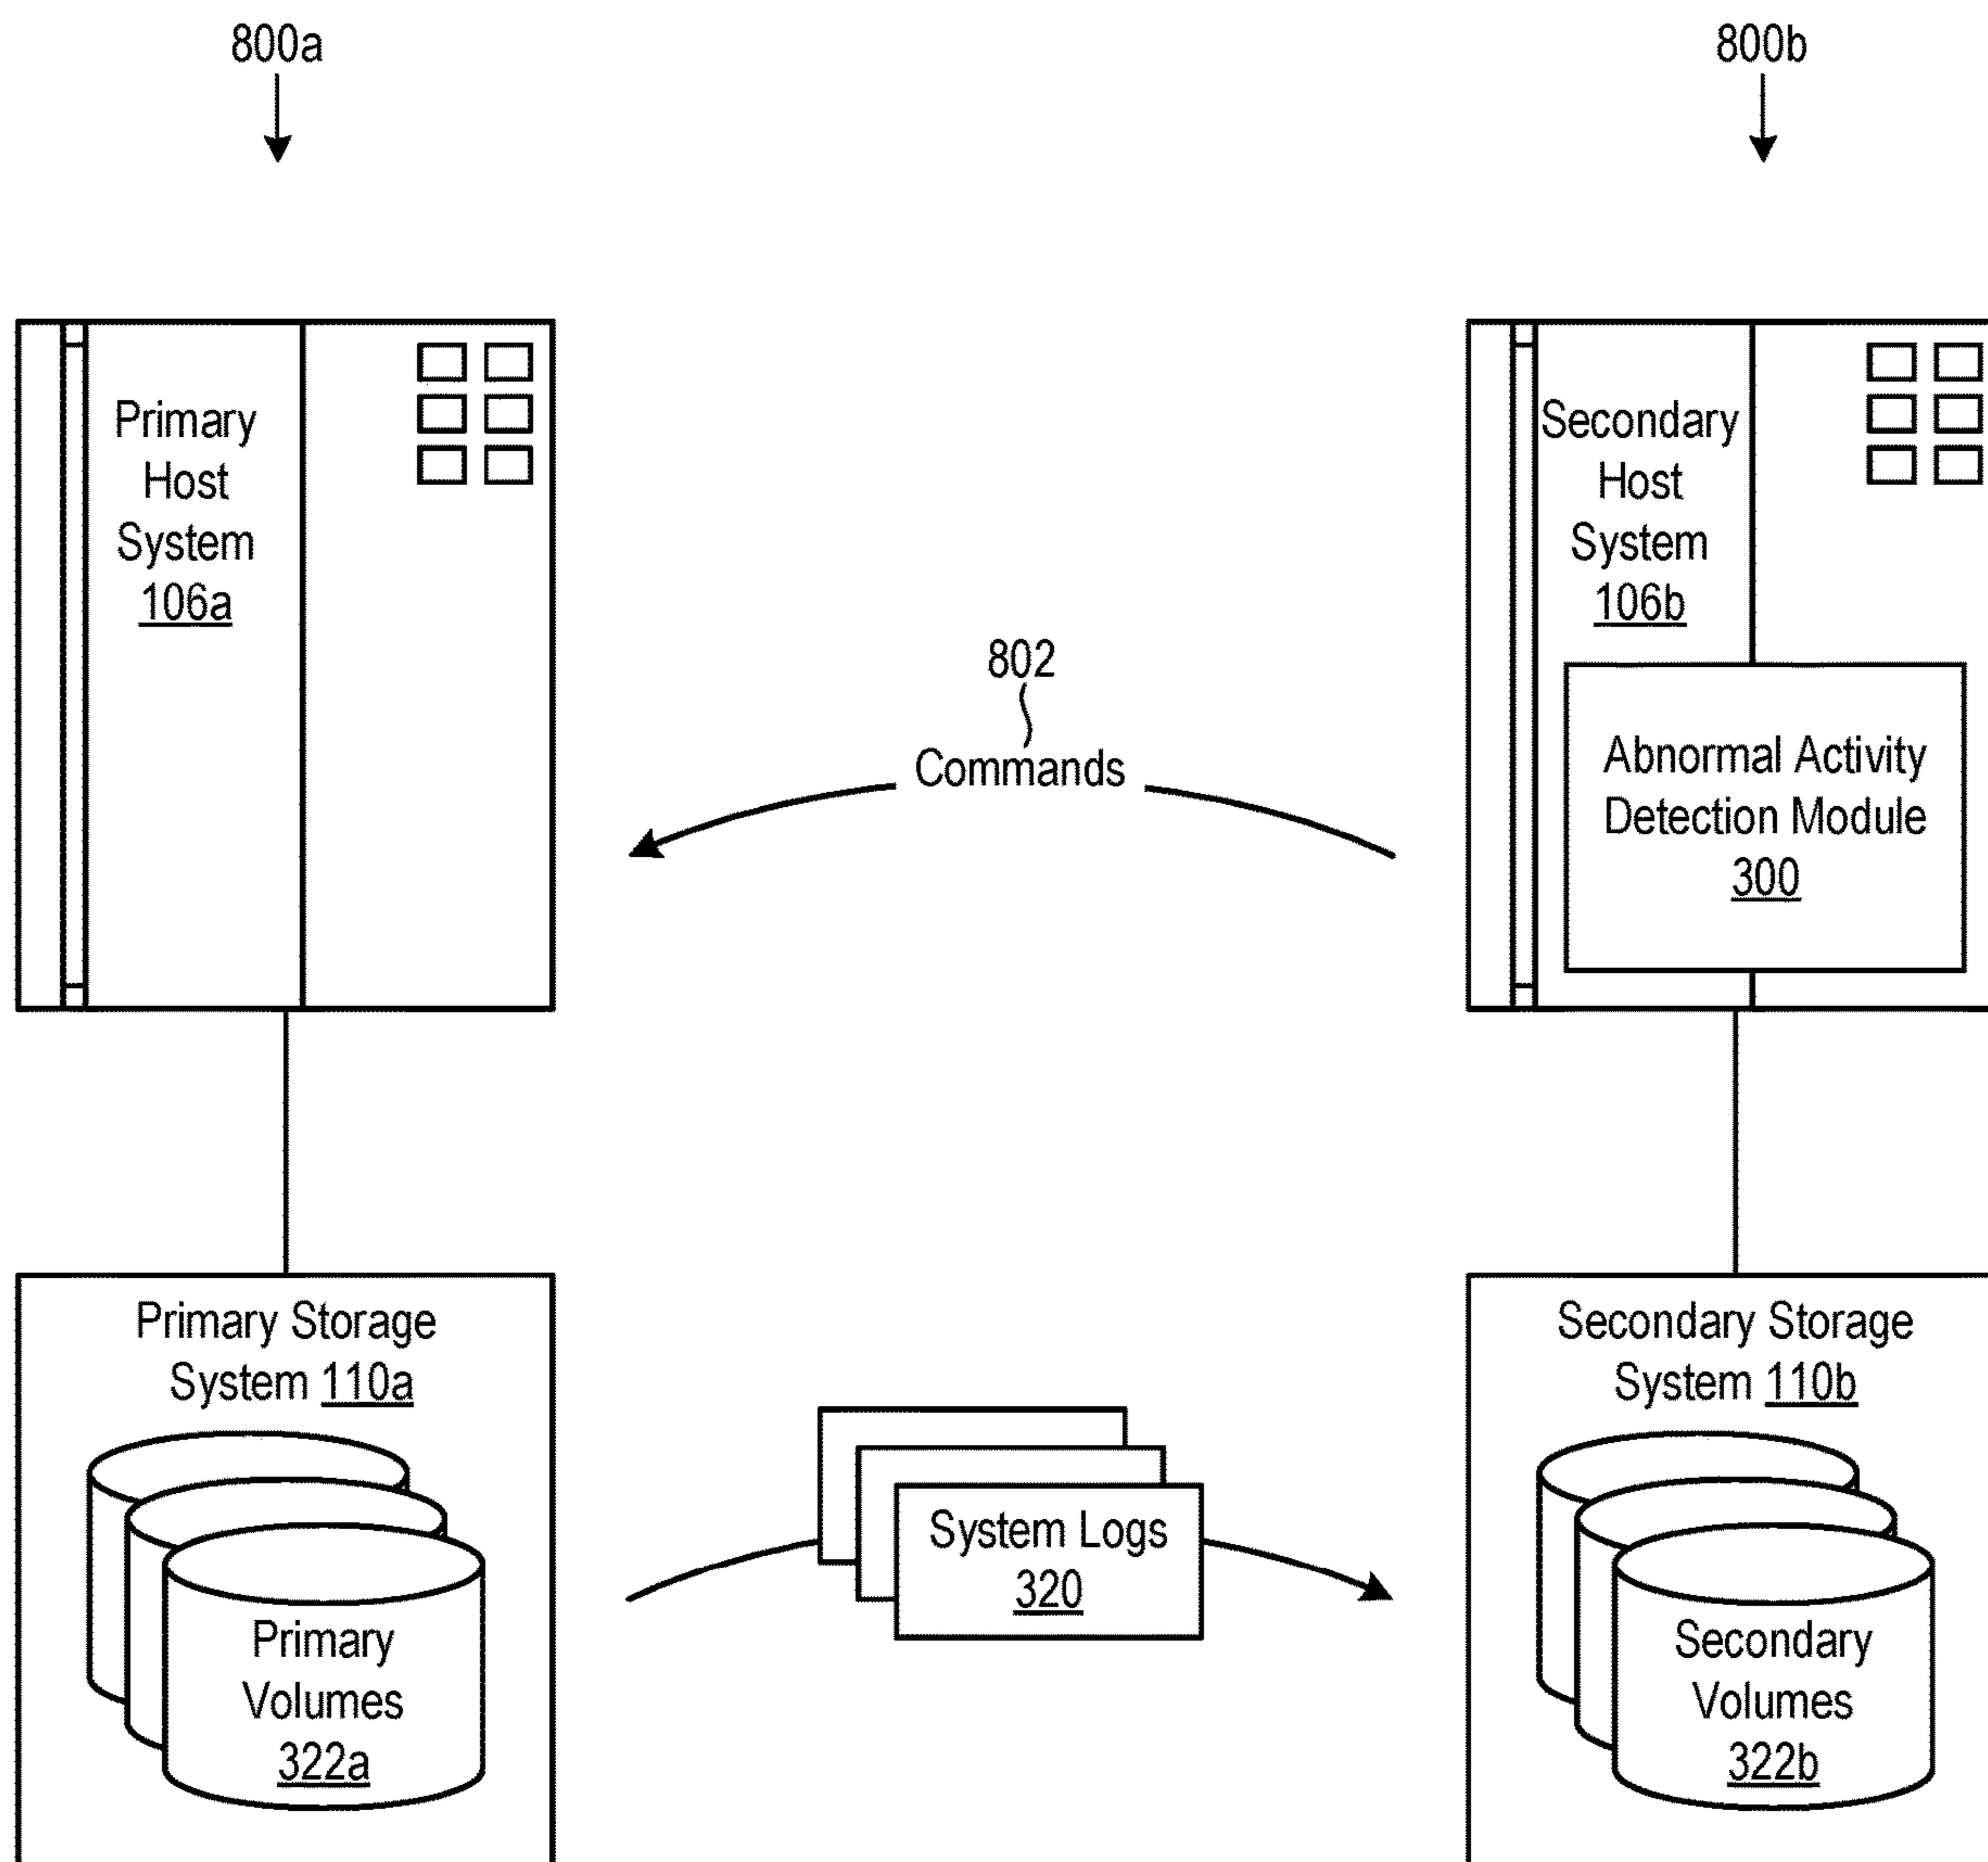 800a
800b
Primary
Host
System
106a
Secondary
Host
System
106b
802
Commands
Abnormal Activity
Detection Module
300
Primary Storage
System 110a
Secondary Storage
System 110b
System Logs
320
Primary
Volumes
322a
Secondary
Volumes
322b